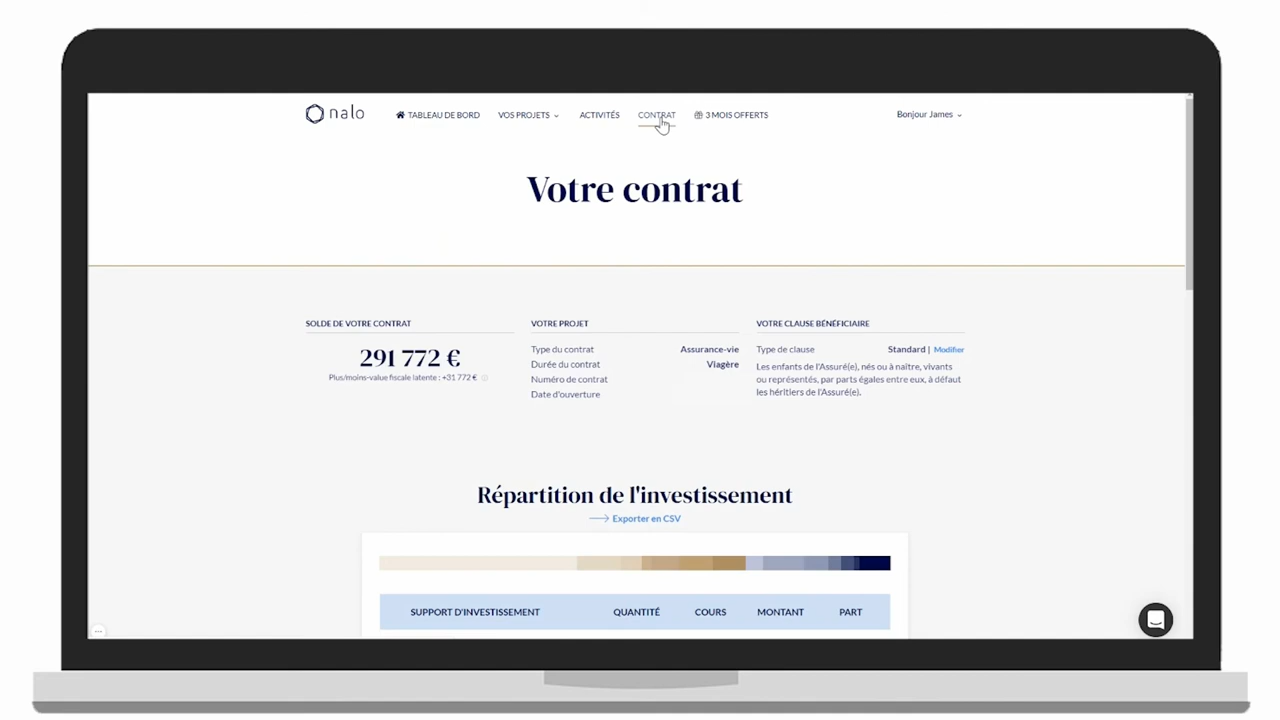 nalo TABLEAU DE BORD VOS PROJETS ACTIVITÉS CONTRAT 3 MOIS OFFERTS Bonjour James
Votre contrat
SOLDE DE VOTRE CONTRAT
291 772 €
Plus/moins-value fiscale latente : +31 772 €
VOTRE PROJET
Type du contrat Assurance-vie
Durée du contrat Viagère
Numéro de contrat
Date d'ouverture
VOTRE CLAUSE BÉNÉFICIAIRE
Type de clause Standard | Modifier
Les enfants de l'Assuré(e), nés ou à naître, vivants
ou représentés, par parts égales entre eux, à défaut
les héritiers de l'Assuré(e).
Répartition de l'investissement
Exporter en CSV
SUPPORT D'INVESTISSEMENT QUANTITÉ COURS MONTANT PART